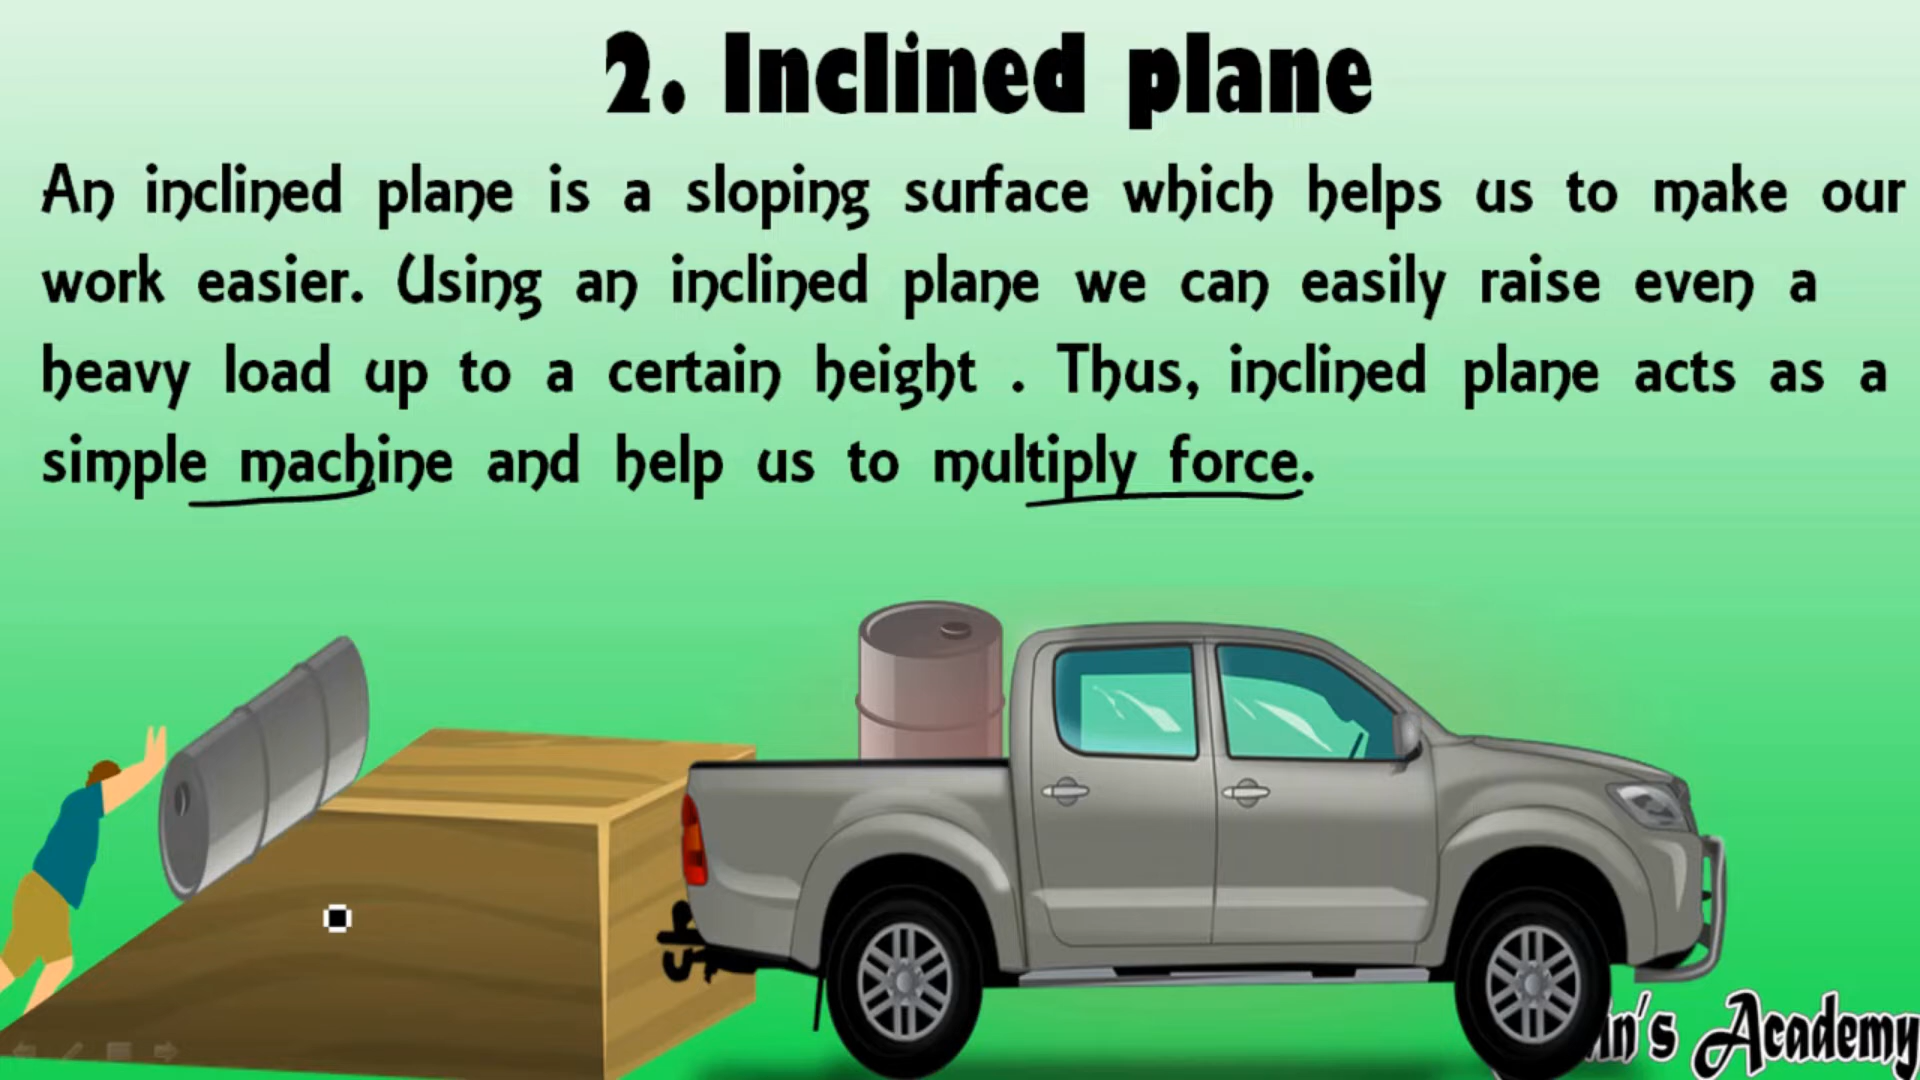 2. Inclined plane
An inclined plane is a sloping surface which helps us to make our
work easier. Using an inclined plane we can easily raise even a
heavy load up to a certain height . Thus, inclined plane acts as a
simple machine and help us to multiply force.
Academy